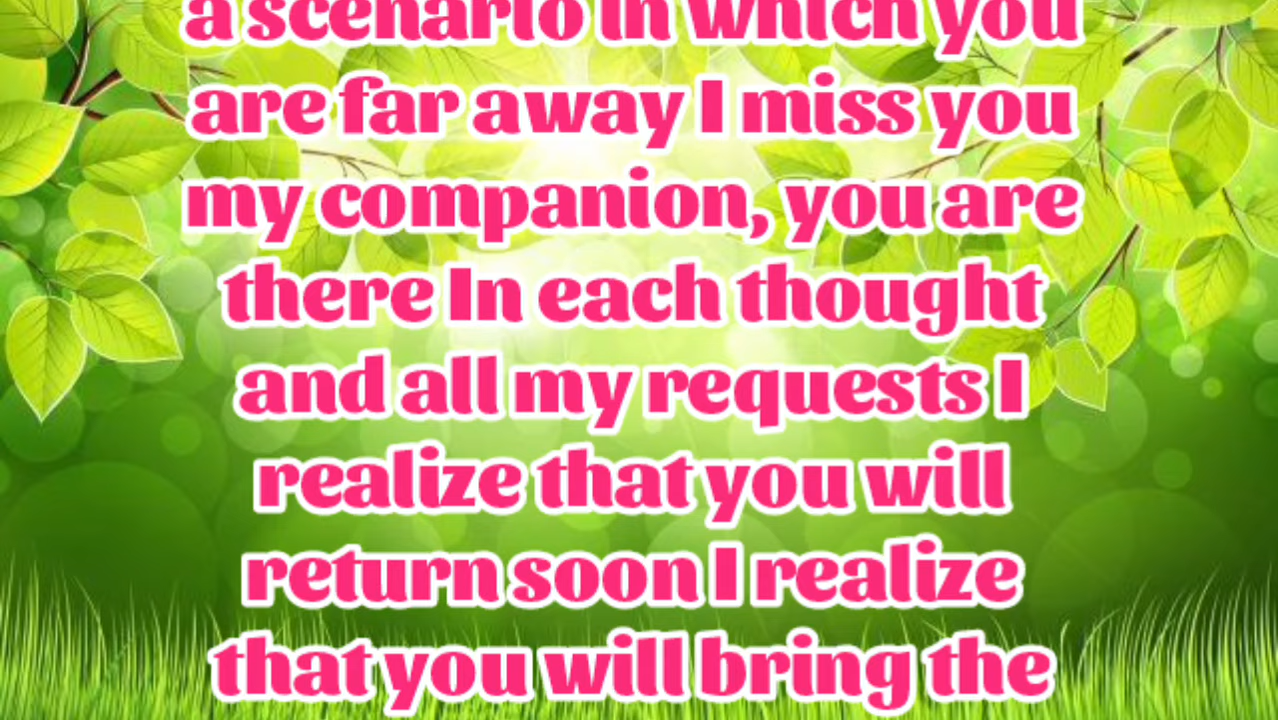 a scenario in which you
are far away I miss you
my companion, you are
there In each thought
and all my requests I
realize that you will
return soon I realize
that you will bring the